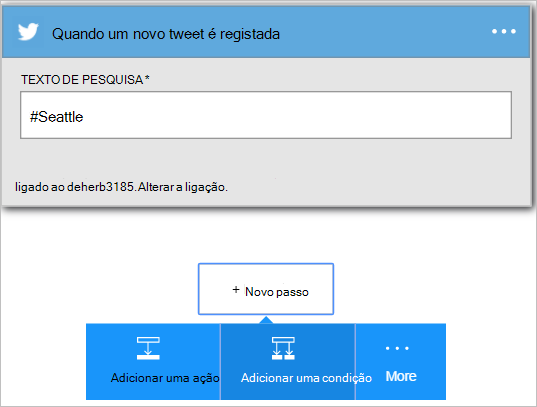 Quando um novo tweet é registada
TEXTO DE PESQUISA *
#Seattle
ligado ao deherb3185.Alterar a ligação.
+ Novo passo
Adicionar uma ação
Adicionar uma condição
More